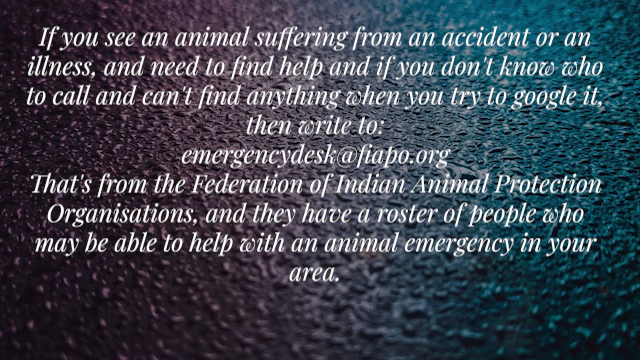 If you see an animal suffering from an accident or an
illness, and need to find help and if you don't know who
to call and can't find anything when you try to google it,
then write to:
emergencydesk@fiapo.org
That's from the Federation of Indian Animal Protection
Organisations, and they have a roster of people who
may be able to help with an animal emergency in your
area.